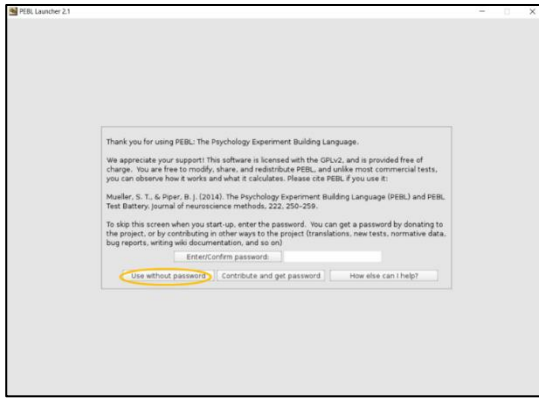 PEBL Launcher 2.1
Thank you for using PEBL: The Psychology Experiment Building Language.
We appreciate your support! This software is licensed with the GPLv2, and is provided free of
charge. You are free to modify, share, and redistribute PEBL, and unlike most commercial tests,
you can observe how it works and what it calculates. Please cite PEBL if you use it:
Mueller, S. T., & Piper, B. J. (2014). The Psychology Experiment Building Language (PEBL) and PEBL
Test Battery. Journal of neuroscience methods, 222, 250-259.
To skip this screen when you start-up, enter the password. You can get a password by donating to
the project, or by contributing in other ways to the project (translations, new tests, normative data,
bug reports, writing wiki documentation, and so on)
Enter/Confirm password:
Use without password Contribute and get password How else can I help?